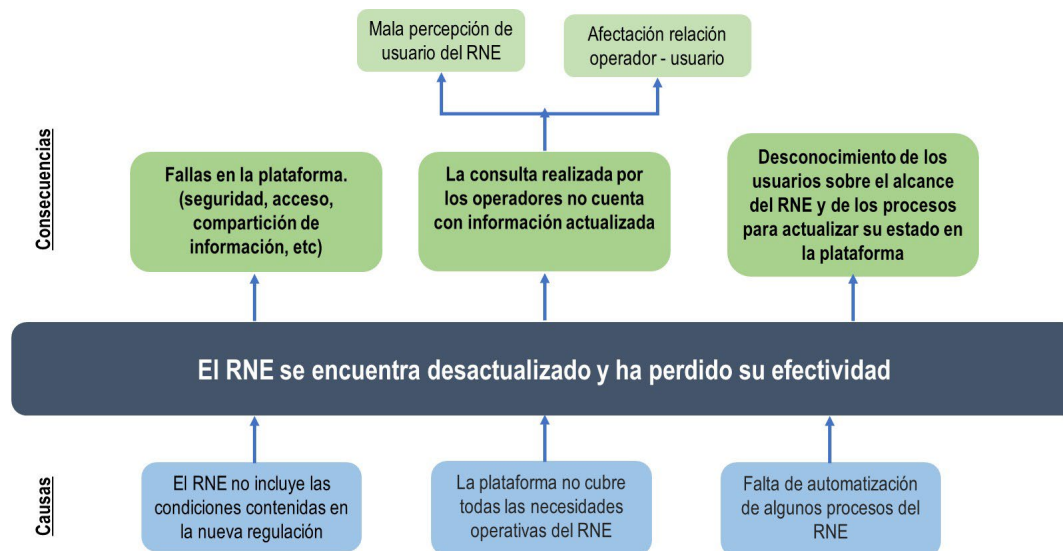 Mala percepción de
usuario del RNE
Afectación relación
operador - usuario
Consecuencias
Fallas en la plataforma.
(seguridad, acceso,
compartición de
información, etc)
La consulta realizada por
los operadores no cuenta
con información actualizada
Desconocimiento de los
usuarios sobre el alcance
del RNE y de los procesos
para actualizar su estado en
la plataforma
El RNE se encuentra desactualizado y ha perdido su efectividad
Causas
El RNE no incluye las
condiciones contenidas en
la nueva regulación
La plataforma no cubre
todas las necesidades
operativas del RNE
Falta de automatización
de algunos procesos del
RNE